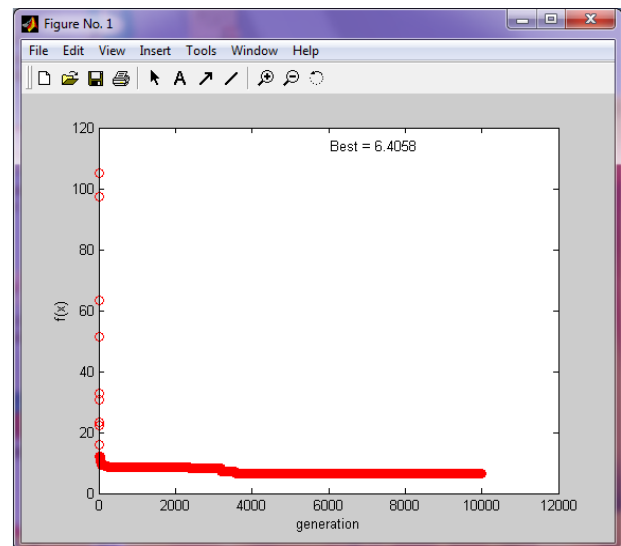 Figure No. 1
File Edit View Insert Tools Window Help
A
Best = 6.4058
120
100
80
60
40
20
0
f(x)
0 2000 4000 6000 8000 10000 12000
generation